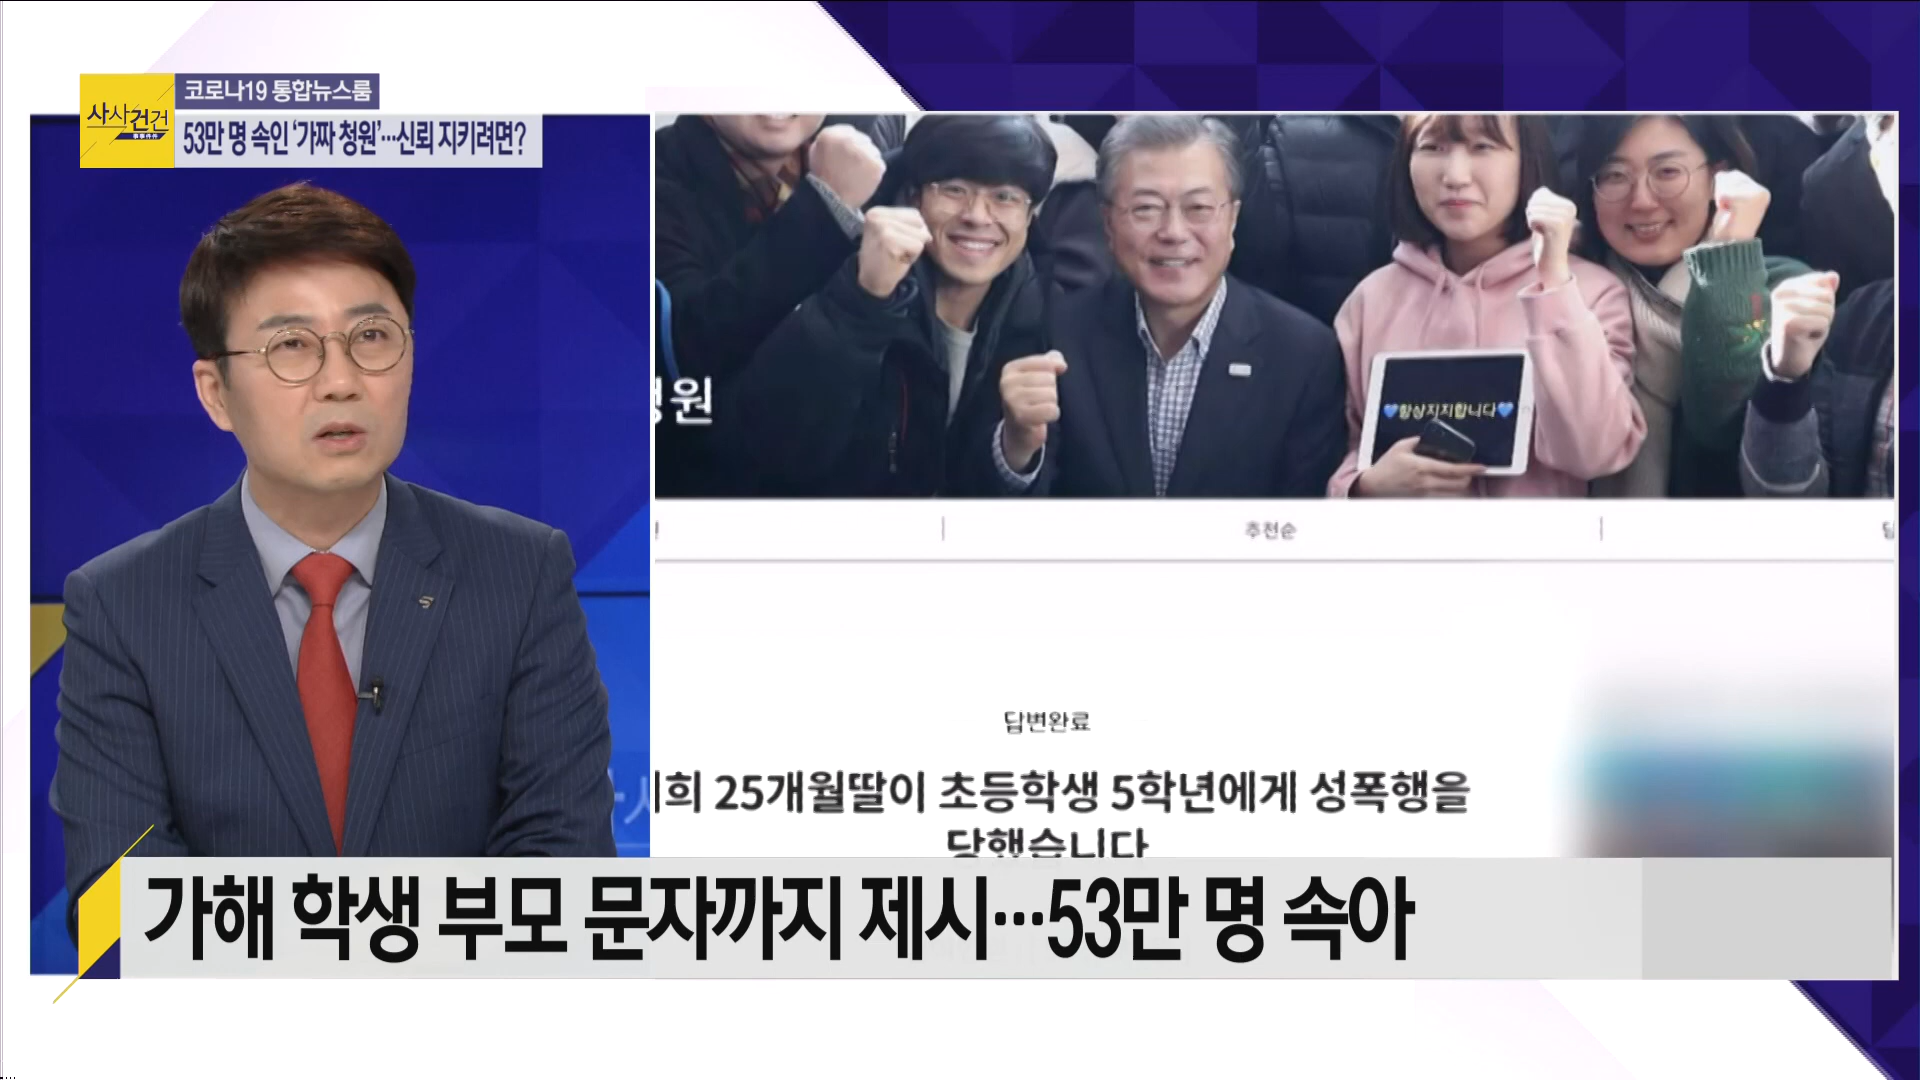 코로나19 통합뉴스룸
사사건건
事事件件
53만 명 속인 '가짜 청원'…신뢰 지키려면?
원
항상지지합니다
추천순
답변완료
희 25개월딸이 초등학생 5학년에게 성폭행을
당했습니다
가해 학생 부모 문자까지 제시…53만 명 속아